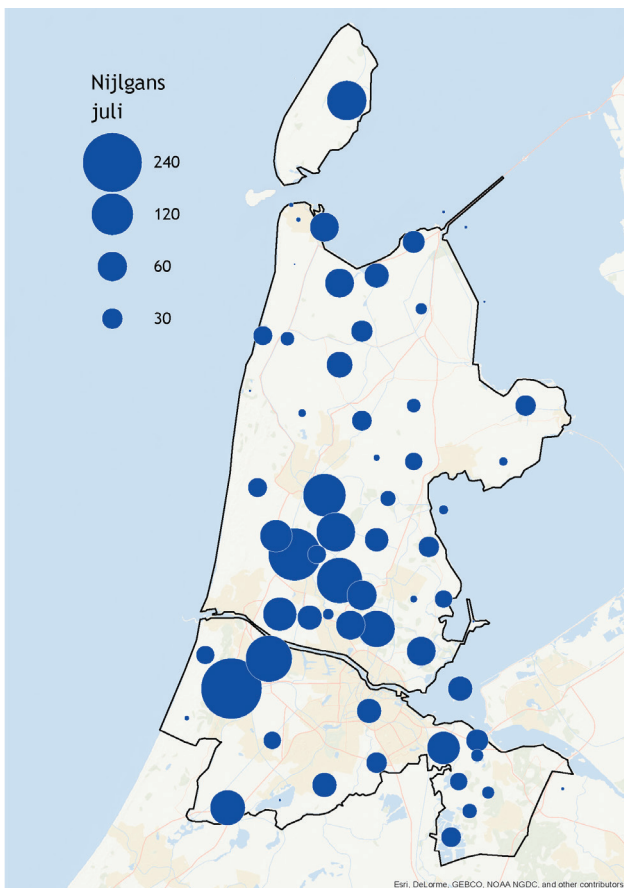 Nijlgans
juli
240
120
60
30
Esri, DeLorme, GEBCO, NOAA NGDC, and other contributors